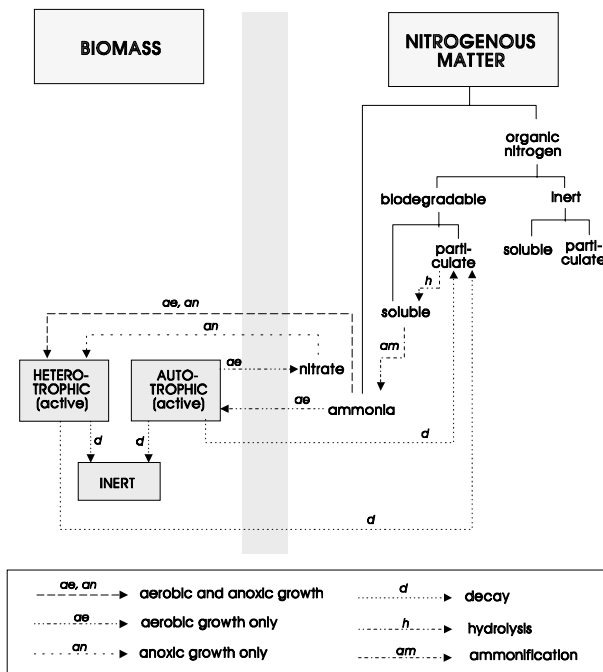 BIOMASS
NITROGENOUS
MATTER
organic
nitrogen
biodegradable
inert
soluble
parti-
culate
parti-
culate
h
soluble
ae, an
an
am
HETERO-
TROPHIC
(active)
AUTO-
TROPHIC
(active)
ae
nitrate
ae
ammonia
d
d
d
INERT
d
ae, an
aerobic and anoxic growth
ae
aerobic growth only
an
anoxic growth only
d
decay
h
hydrolysis
am
ammonification